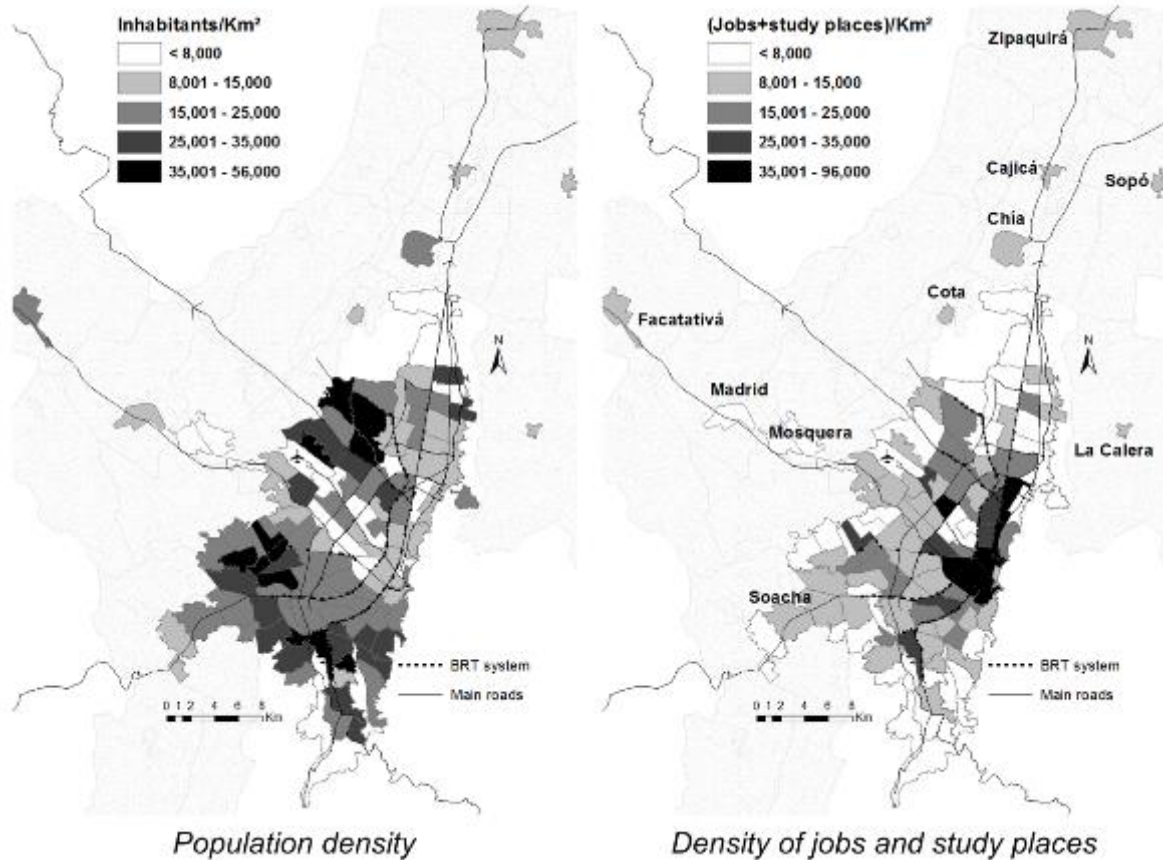 Inhabitants/Km²
< 8,000
8,001 - 15,000
15,001 - 25,000
25,001 - 35,000
35,001 - 56,000
N
BRT system
Main roads
0 1 2 4 6 8
Km
Population density
(Jobs+study places)/Km²
< 8,000
8,001 - 15,000
15,001 - 25,000
25,001 - 35,000
35,001 - 96,000
Zipaquirá
Cajicá
Sopó
Chía
Cota
Facatativá
N
Madrid
Mosquera
La Calera
Soacha
BRT system
Main roads
0 1 2 4 6 8
Km
Density of jobs and study places